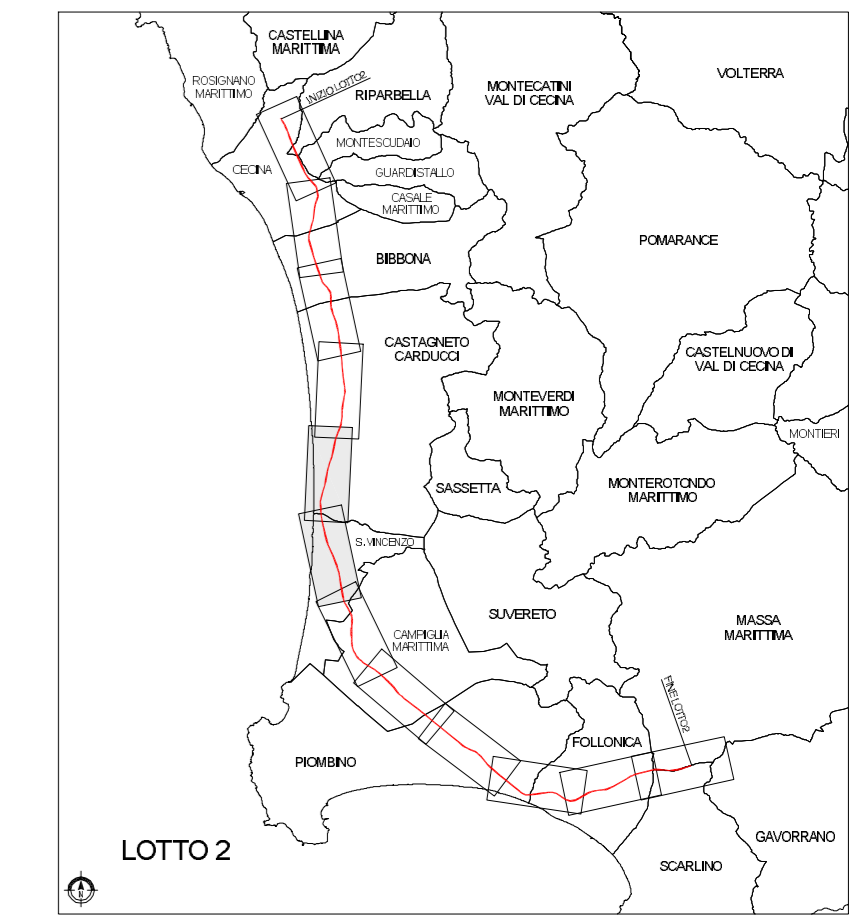 CASTELLINA
MARITTIMA
ROSIGNANO
MARITTIMO
INIZIO LOTTO2
RIPARBELLA
MONTECATINI
VAL DI CECINA
VOLTERRA
MONTESCUDAIO
CECINA
GUARDISTALLO
CASALE
MARITTIMO
BIBBONA
POMARANCE
CASTAGNETO
CARDUCCI
CASTELNUOVO DI
VAL DI CECINA
MONTEVERDI
MARITTIMO
MONTIERI
SASSETTA
MONTEROTONDO
MARITTIMO
S.VINCENZO
SUVERETO
MASSA
MARITTIMA
CAMPIGLIA
MARITTIMA
FINE LOTTO2
FOLLONICA
PIOMBINO
GAVORRANO
LOTTO 2
SCARLINO
N